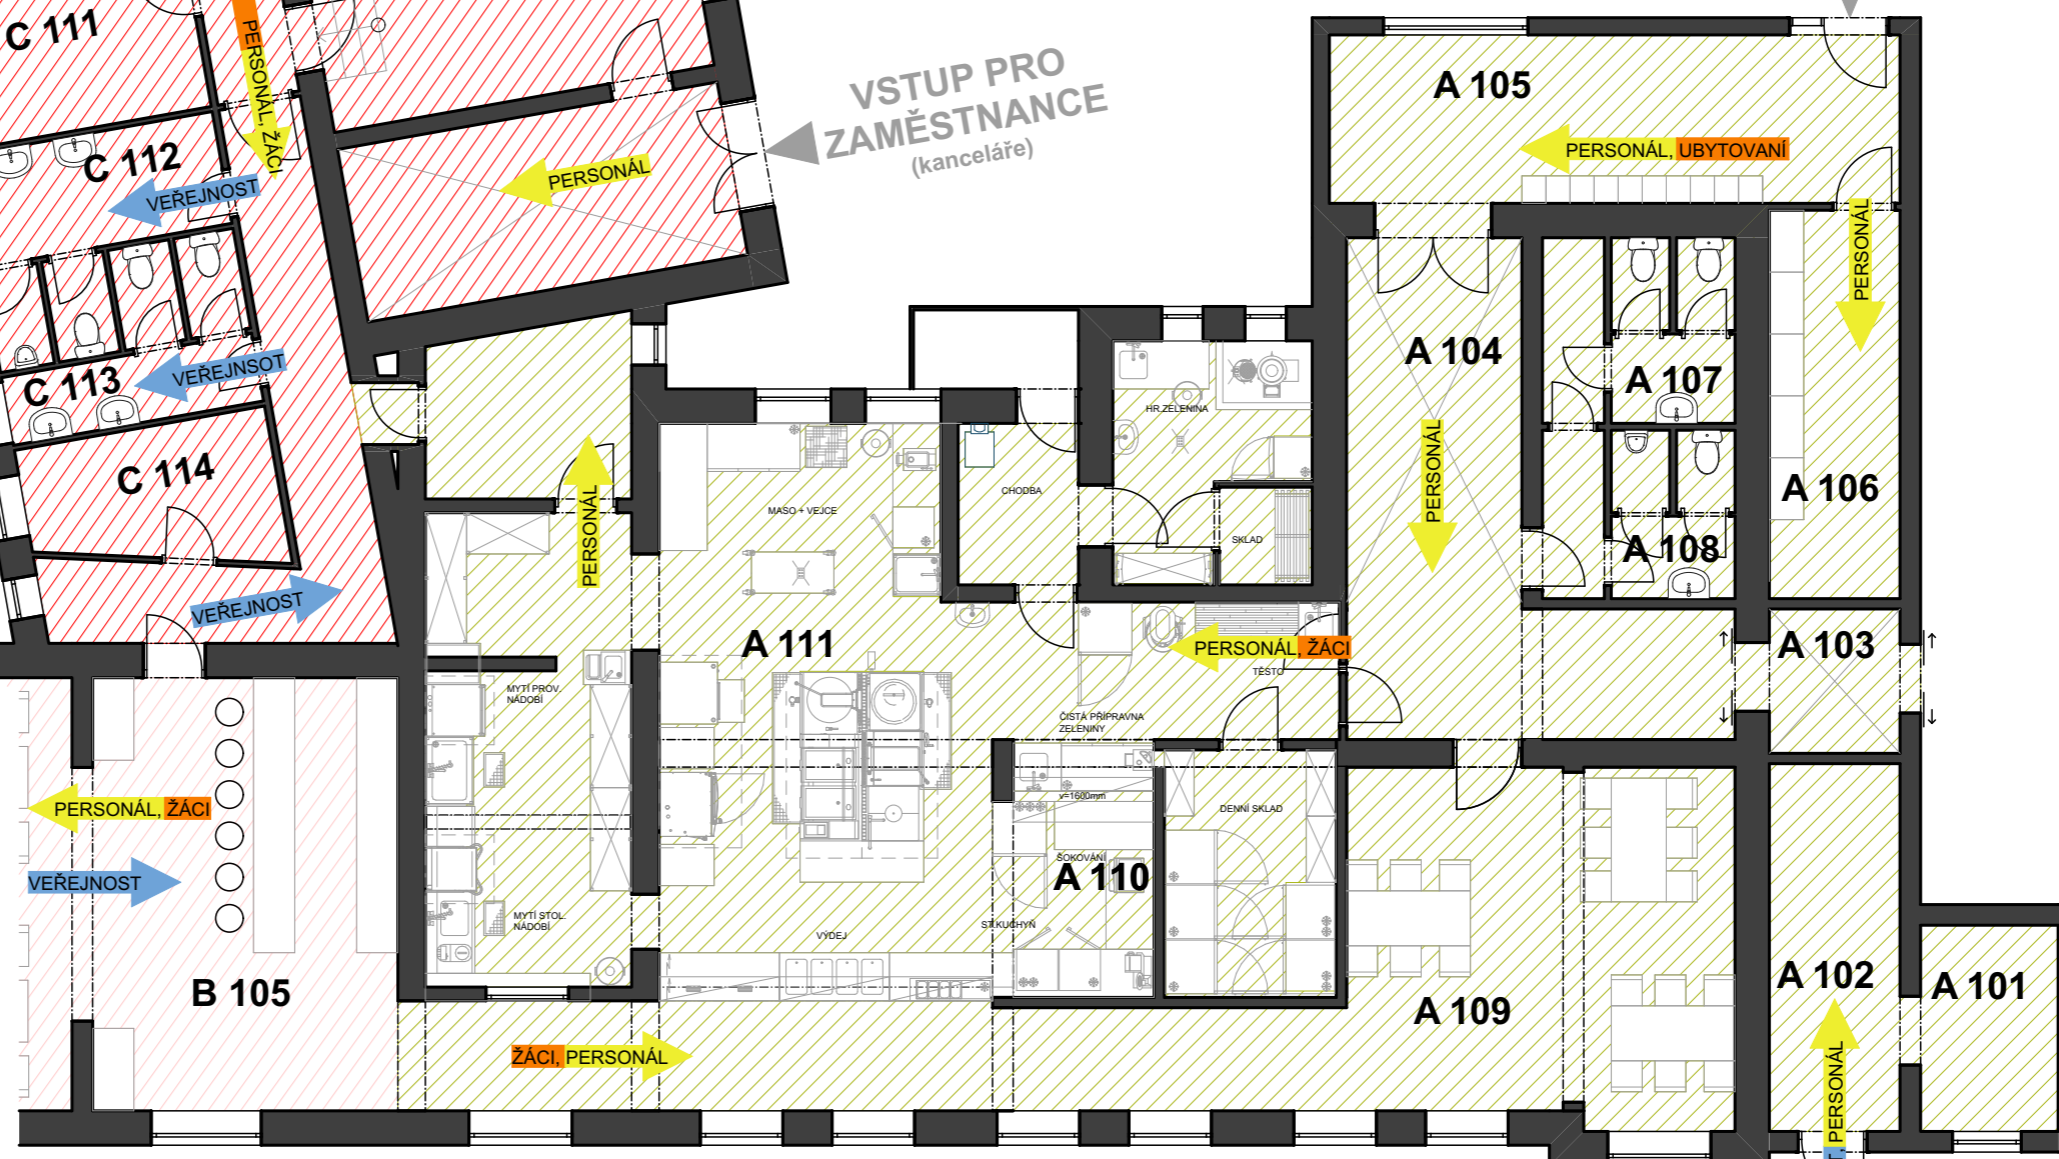 C 111
PERSONÁL, ŽÁCI
VSTUP PRO
ZAMĚSTNANCE
(kanceláře)
A 105
PERSONÁL, UBYTOVANÍ
C 112
VEŘEJNOST
PERSONÁL
PERSONÁL
A 104
A 107
C 113
VEŘEJNSOT
HR.ZELENINA
PERSONÁL
C 114
PERSONÁL
MASO + VEJCE
CHODBA
SKLAD
A 106
A 108
VEŘEJNOST
A 111
PERSONÁL, ŽÁCI
TĚSTO
A 103
MYTÍ PROV.
NÁDOBÍ
ČISTÁ PŘÍPRAVNA
ZELENINY
v=1600mm
DENNÍ SKLAD
PERSONÁL, ŽÁCI
ŠOKOVÁNÍ
A 110
VEŘEJNOST
MYTÍ STOL.
NÁDOBÍ
VÝDEJ
ST.KUCHYŇ
B 105
A 109
A 102
A 101
ŽÁCI, PERSONÁL
PERSONÁL